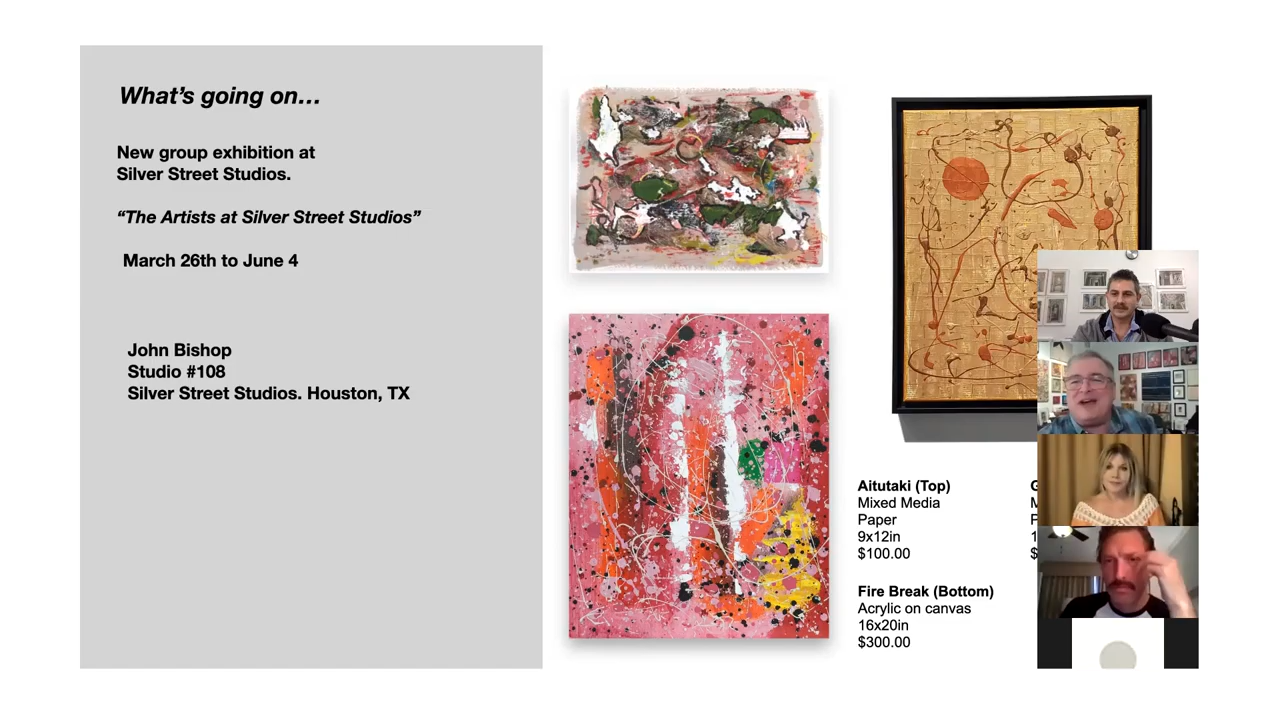 What’s going on…
New group exhibition at
Silver Street Studios.
“The Artists at Silver Street Studios”
March 26th to June 4
John Bishop
Studio #108
Silver Street Studios. Houston, TX
Aitutaki (Top)
Mixed Media
Paper
9x12in
$100.00
Fire Break (Bottom)
Acrylic on canvas
16x20in
$300.00